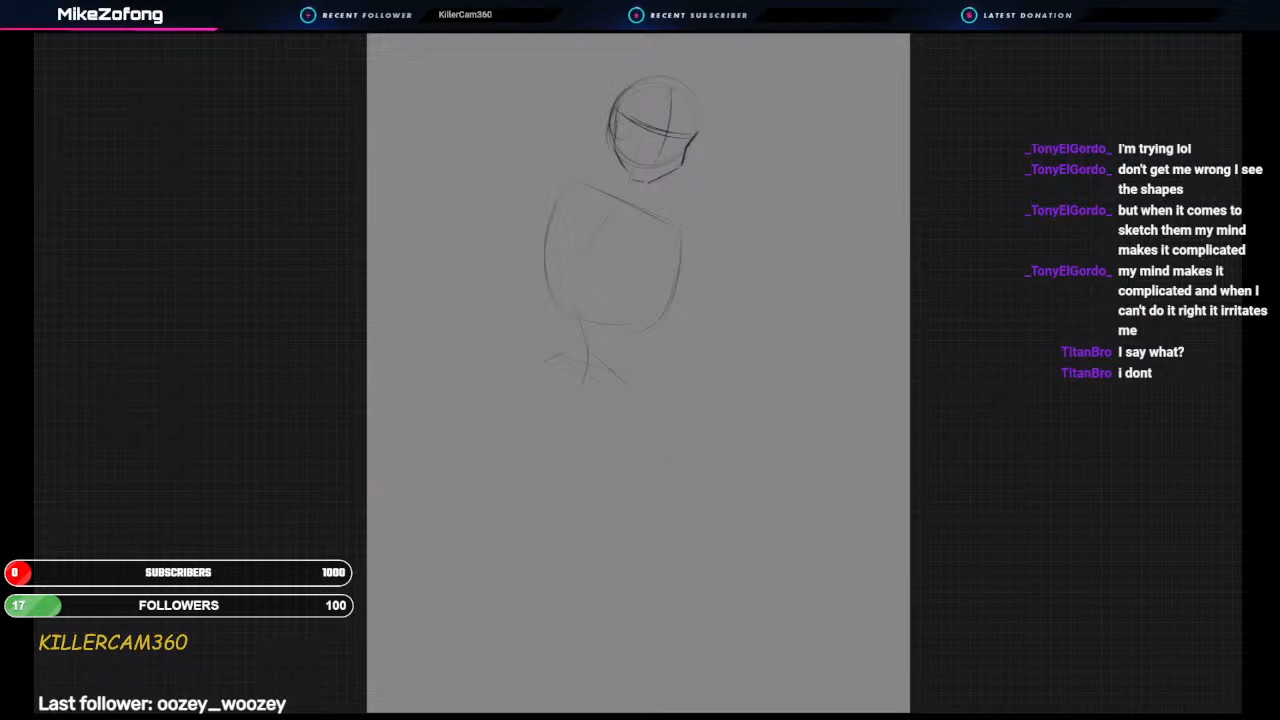 MikeZofong
RECENT FOLLOWER
KillerCam360
RECENT SUBSCRIBER
LATEST DONATION
_TonyElGordo_ I'm trying lol
_TonyElGordo_ don't get me wrong I see
the shapes
_TonyElGordo_ but when it comes to
sketch them my mind
makes it complicated
_TonyElGordo_ my mind makes it
complicated and when I
can't do it right it irritates
me
TItanBro I say what?
TItanBro i dont
0 SUBSCRIBERS 1000
17 FOLLOWERS 100
KILLERCAM360
Last follower: oozey_woozey